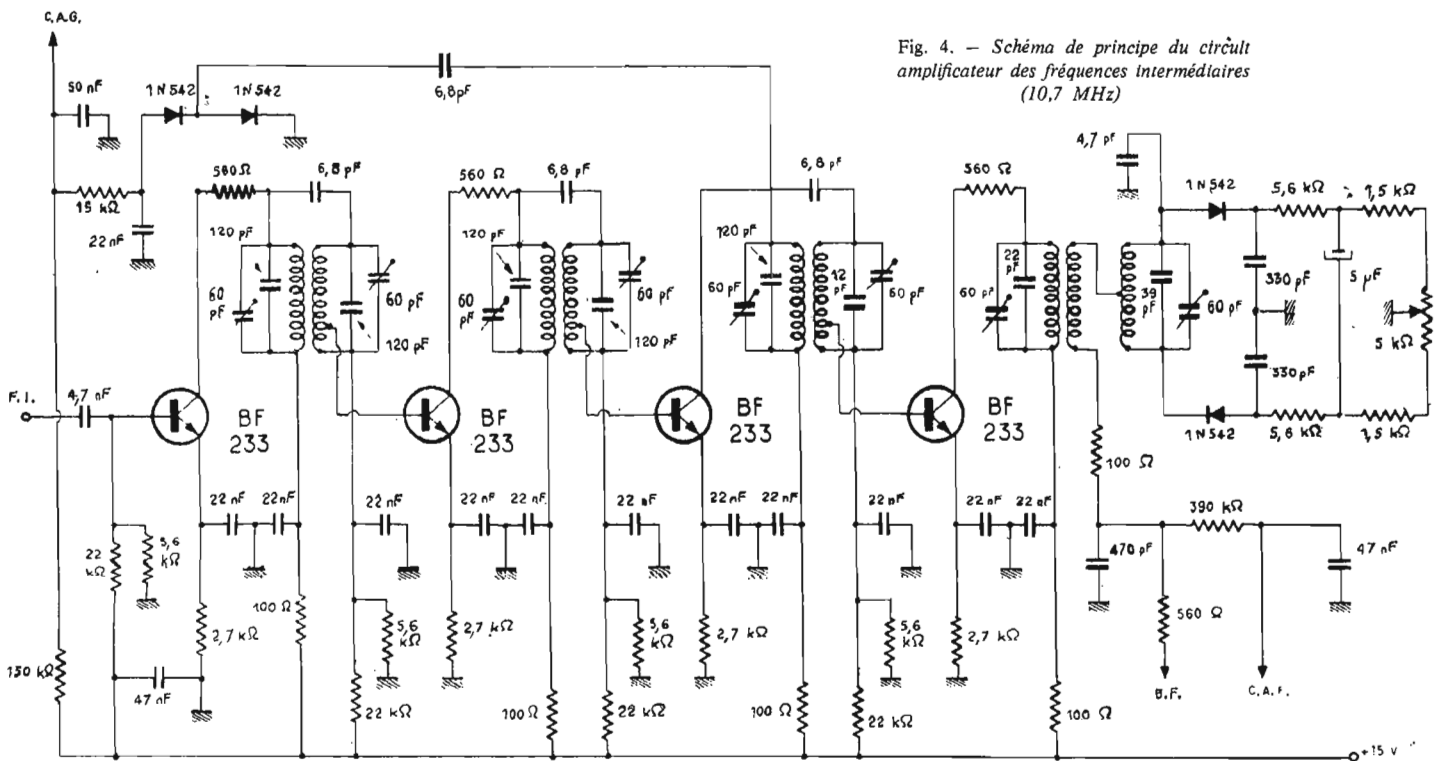 C.A.G.
Fig. 4. — Schéma de principe du circuit
amplificateur des fréquences intermédiaires
(10,7 MHz)
50 nF
1N542
1N542
6,8pF
4,7 pF
15 kΩ
22 nF
580Ω
6,8 pF
560 Ω
6,8 pF
6,8 pF
560 Ω
1N542
5,6 kΩ
1,5 kΩ
120 pF
60 pF
60 pF
120 pF
120 pF
60 pF
60 pF
120 pF
120 pF
60 pF
12 pF
60 pF
22 pF
60 pF
39 pF
60 pF
330 pF
5 µF
5 kΩ
330 pF
1N542
5,6 kΩ
1,5 kΩ
F.I.
4,7 nF
BF
233
BF
233
BF
233
BF
233
100 Ω
22 nF
22 nF
22 nF
22 nF
22 nF
22 nF
22 nF
22 nF
22 nF
22 nF
22 nF
390 kΩ
470 pF
47 nF
22 kΩ
5,6 kΩ
2,7 kΩ
100 Ω
5,6 kΩ
2,7 kΩ
5,6 kΩ
2,7 kΩ
5,6 kΩ
2,7 kΩ
560 Ω
130 kΩ
47 nF
22 kΩ
100 Ω
22 kΩ
100 Ω
22 kΩ
100 Ω
B.F.
C.A.F.
+15 V